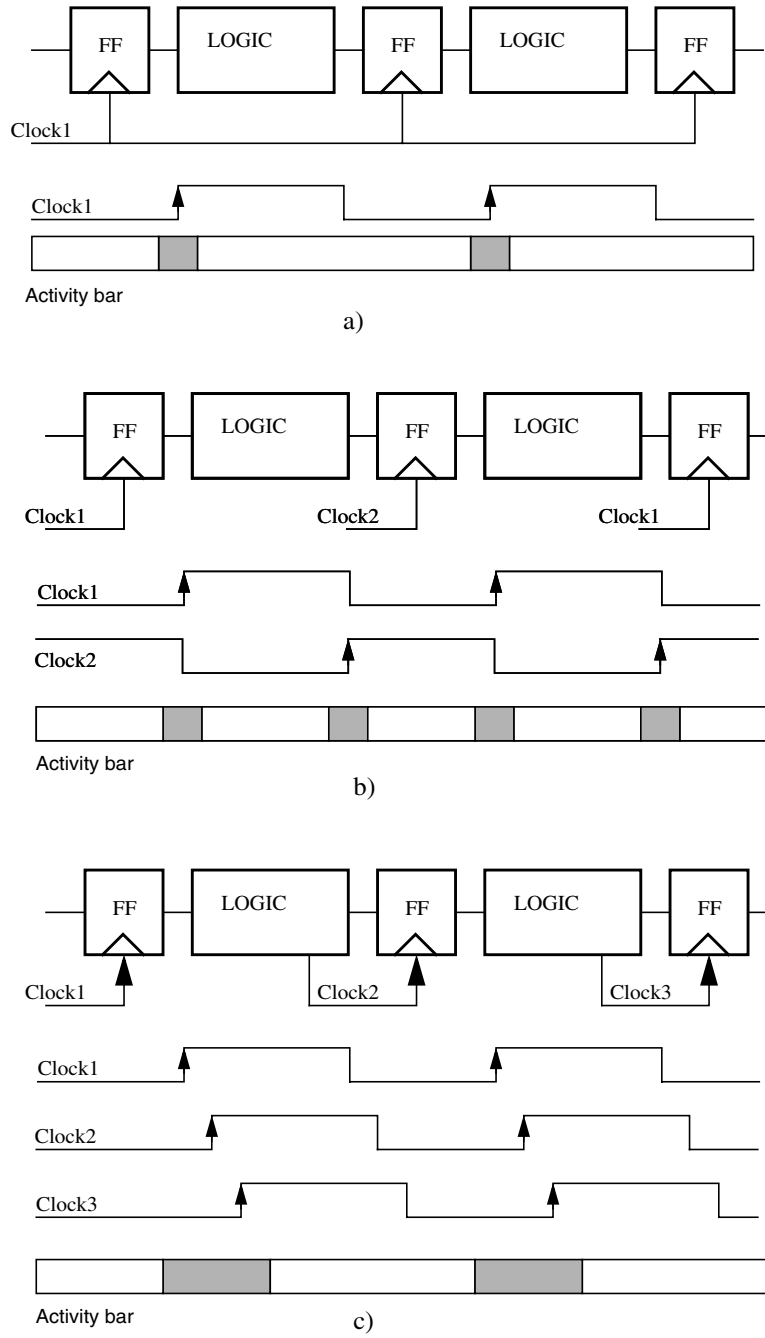 FF LOGIC FF LOGIC FF
Clock1
Clock1
Activity bar
a)
FF LOGIC FF LOGIC FF
Clock1 Clock2 Clock1
Clock1
Clock2
Activity bar
b)
FF LOGIC FF LOGIC FF
Clock1 Clock2 Clock3
Clock1
Clock2
Clock3
Activity bar
c)